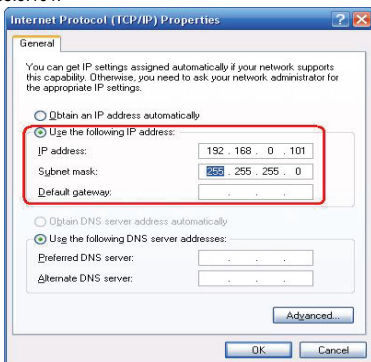 Internet Protocol (TCP/IP) Properties
General
You can get IP settings assigned automatically if your network supports
this capability. Otherwise, you need to ask your network administrator for
the appropriate IP settings.
Obtain an IP address automatically
Use the following IP address:
IP address: 192 . 168 . 0 . 101
Subnet mask: 255 . 255 . 255 . 0
Default gateway: . . .
Obtain DNS server address automatically
Use the following DNS server addresses:
Preferred DNS server: . . .
Alternate DNS server: . . .
Advanced...
OK Cancel